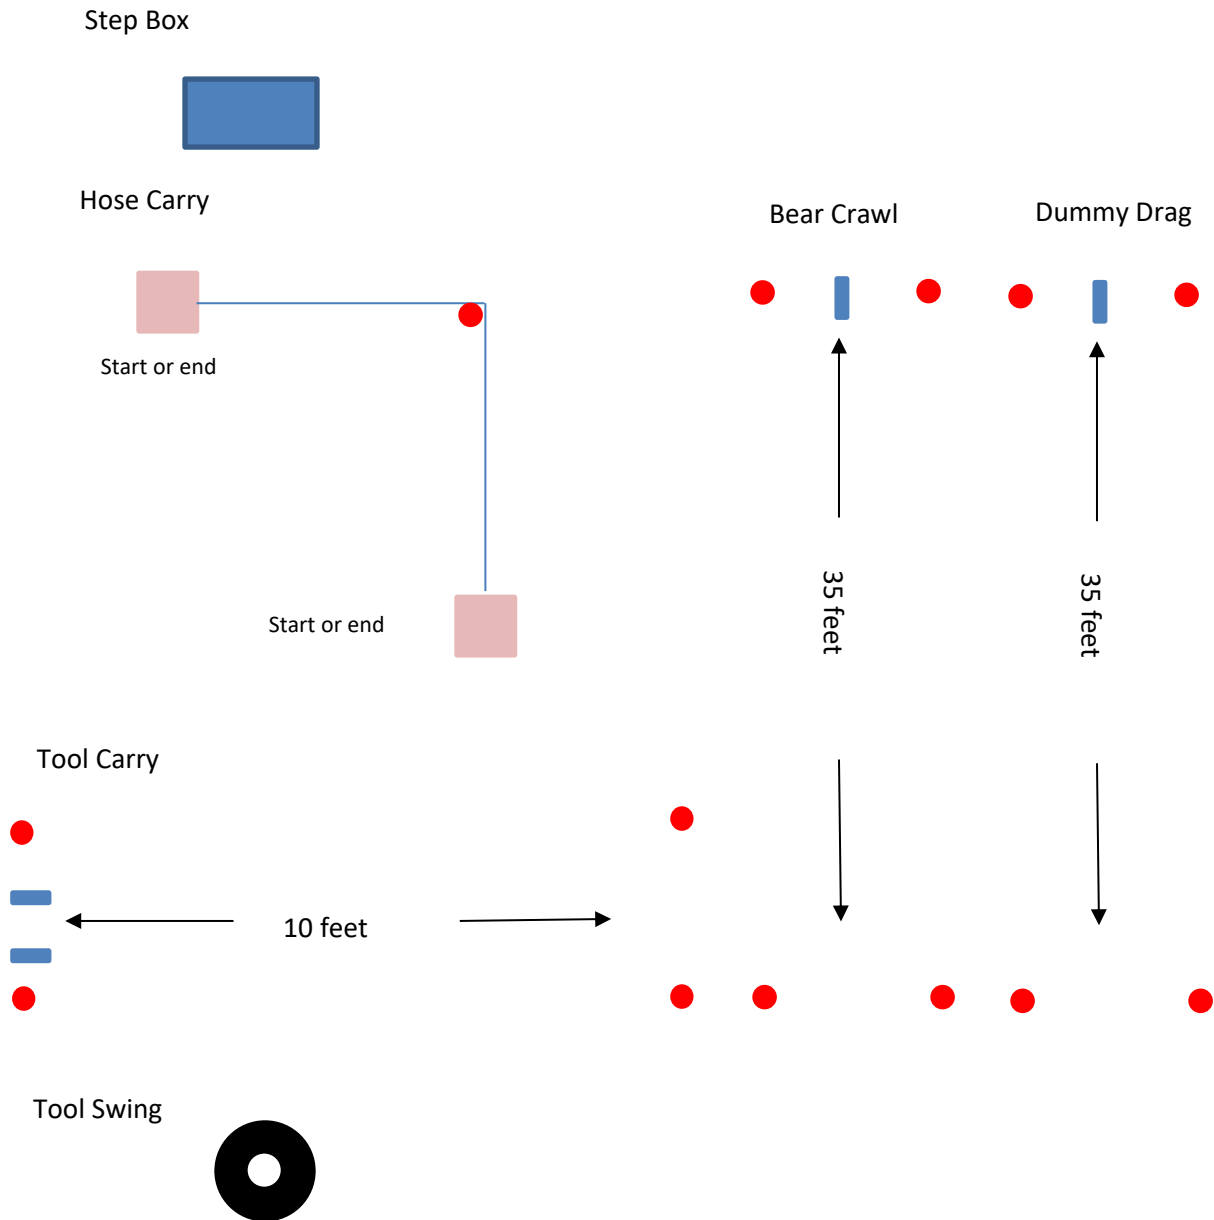 Step Box
Hose Carry
Bear Crawl
Dummy Drag
Start or end
35 feet
35 feet
Start or end
Tool Carry
10 feet
Tool Swing